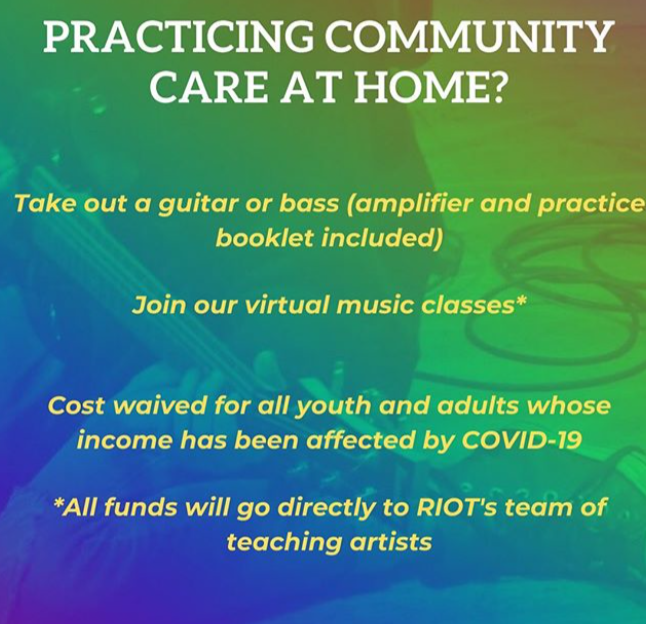 PRACTICING COMMUNITY
CARE AT HOME?
Take out a guitar or bass (amplifier and practice
booklet included)
Join our virtual music classes*
Cost waived for all youth and adults whose
income has been affected by COVID-19
*All funds will go directly to RIOT's team of
teaching artists